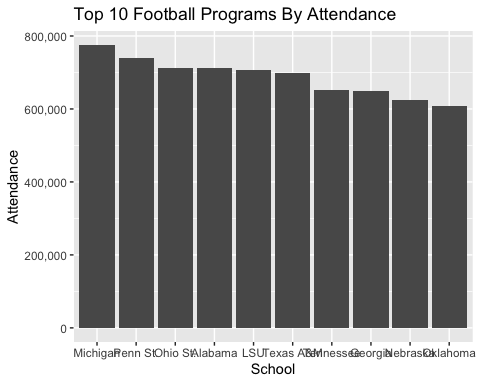 Top 10 Football Programs By Attendance
800,000
600,000
400,000
200,000
0
Attendance
Michigan Penn St. Ohio St. Alabama LSU Texas A&M Tennessee Georgia Nebraska Oklahoma
School